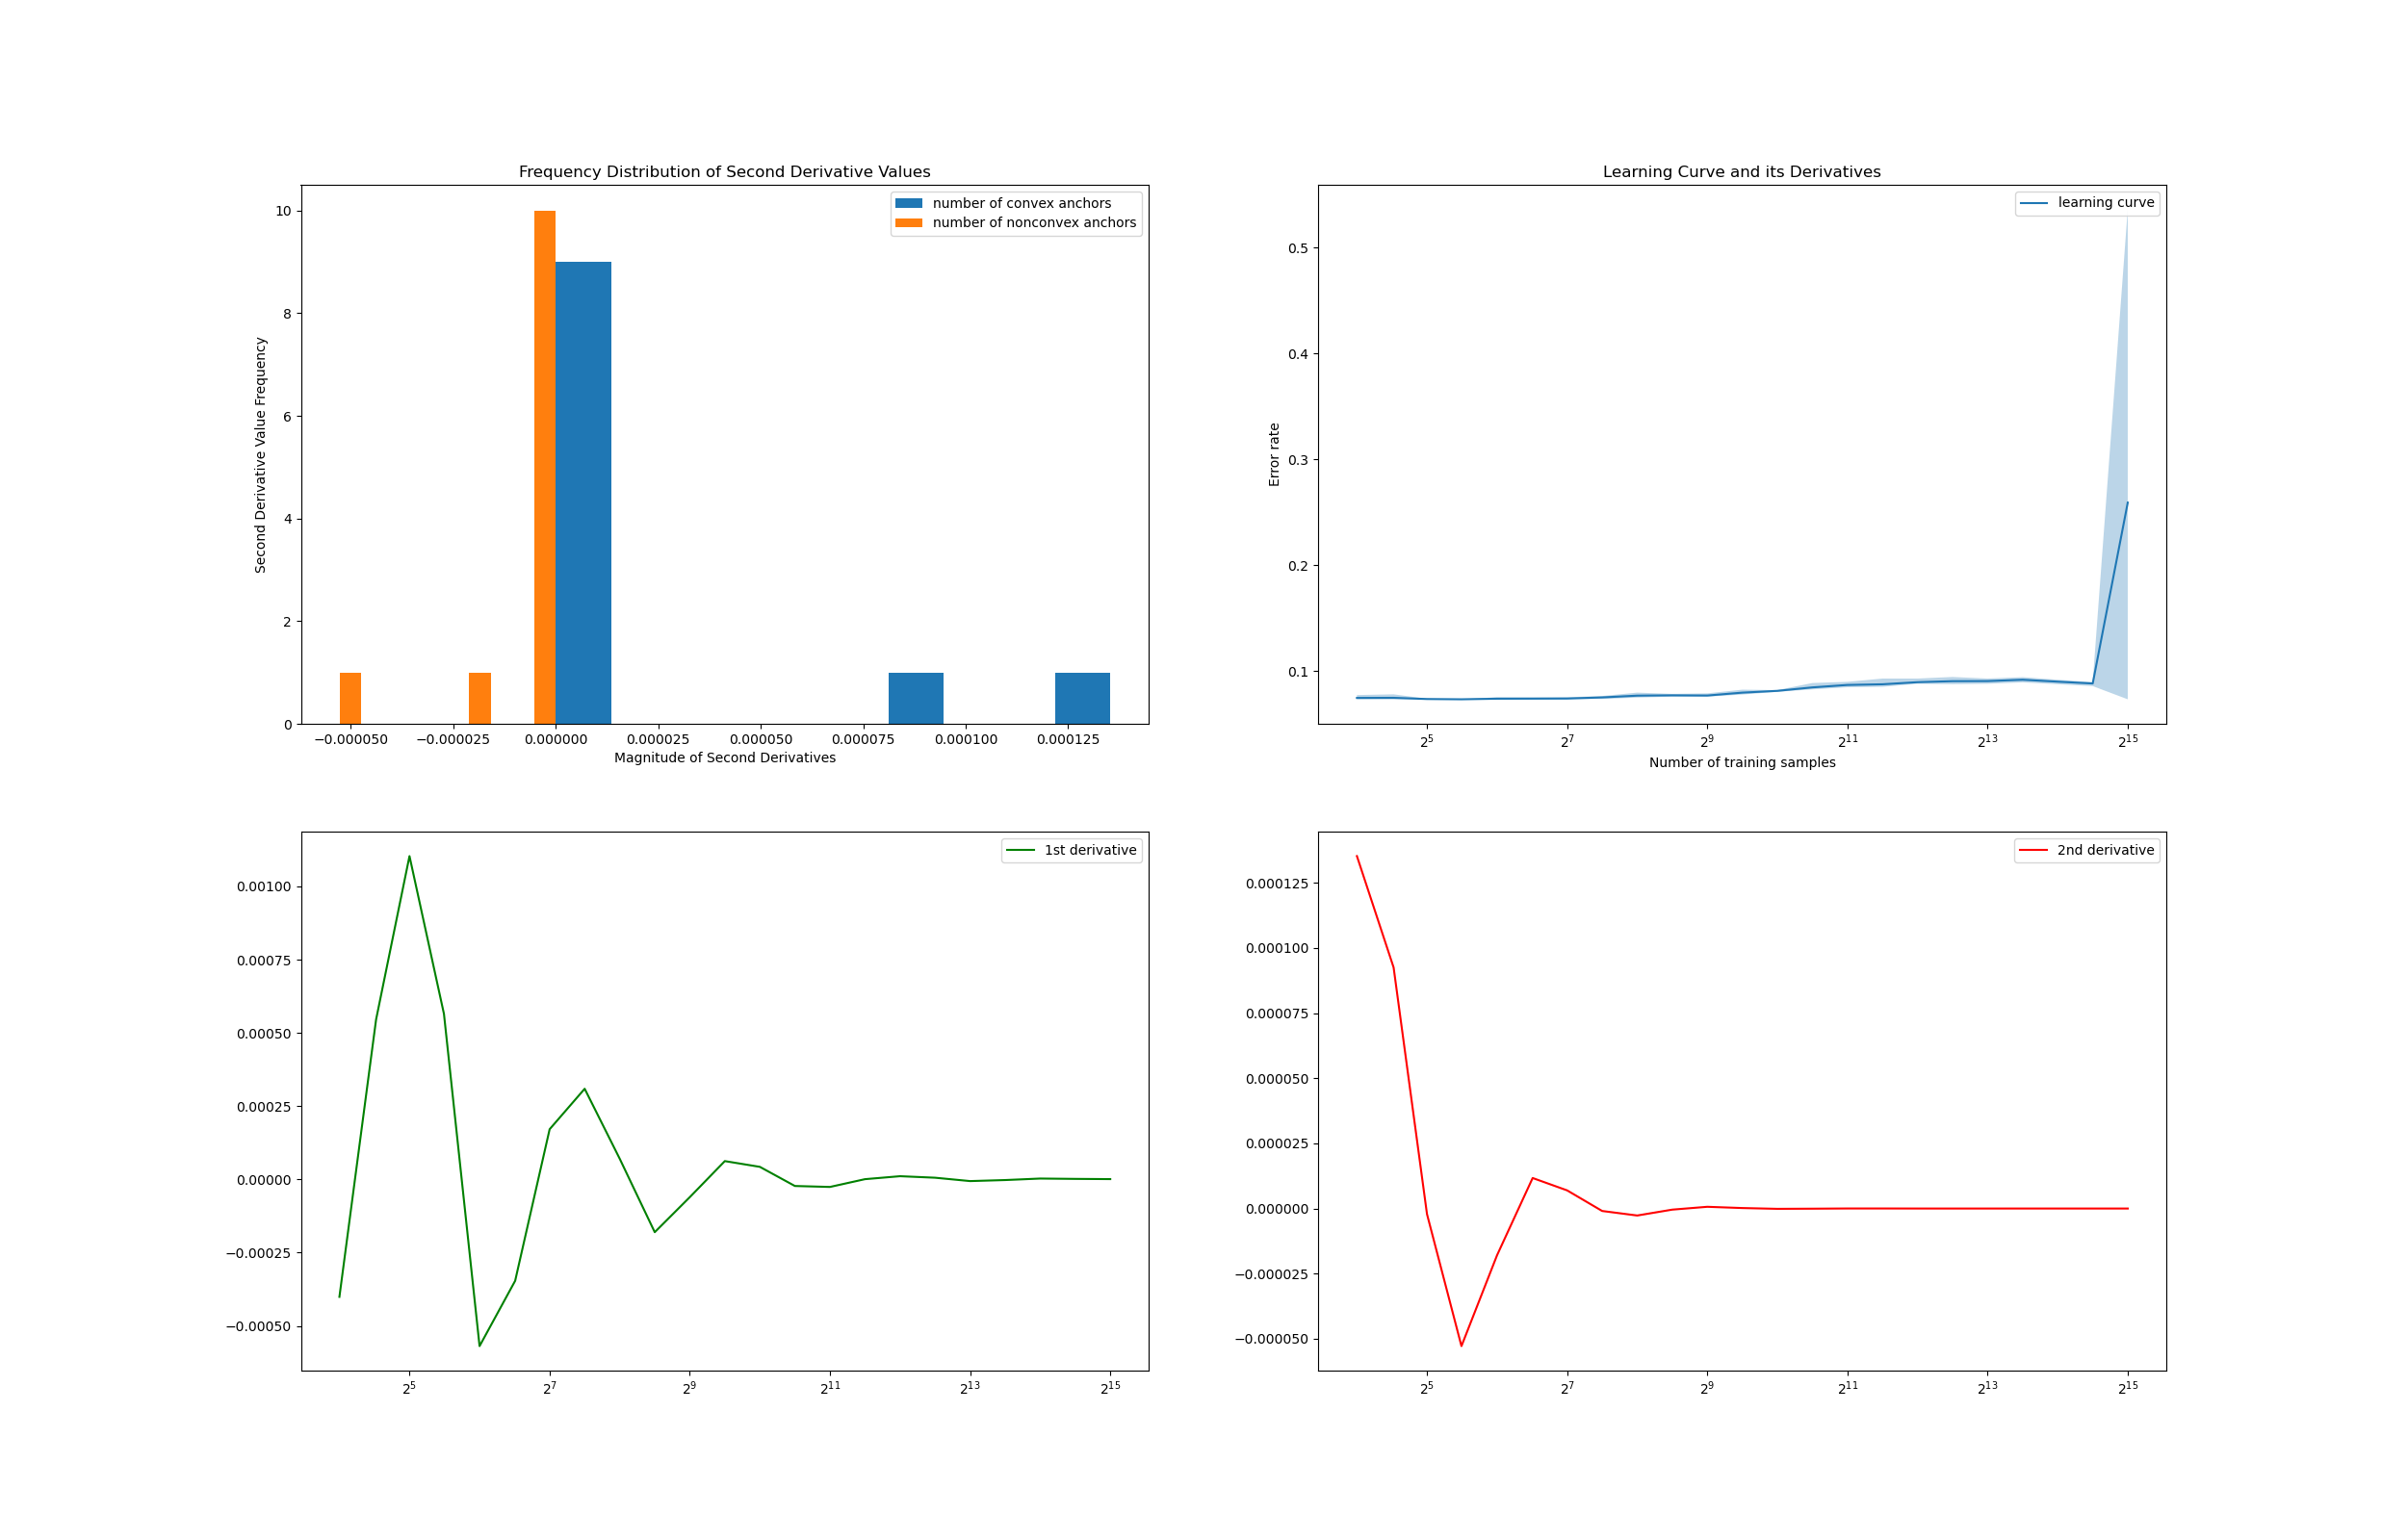 Frequency Distribution of Second Derivative Values
number of convex anchors
number of nonconvex anchors
Second Derivative Value Frequency
10
8
6
4
2
0
−0.000050 −0.000025 0.000000 0.000025 0.000050 0.000075 0.000100 0.000125
Magnitude of Second Derivatives
Learning Curve and its Derivatives
learning curve
Error rate
0.5
0.4
0.3
0.2
0.1
2^5 2^7 2^9 2^11 2^13 2^15
Number of training samples
1st derivative
0.00100
0.00075
0.00050
0.00025
0.00000
−0.00025
−0.00050
2^5 2^7 2^9 2^11 2^13 2^15
2nd derivative
0.000125
0.000100
0.000075
0.000050
0.000025
0.000000
−0.000025
−0.000050
2^5 2^7 2^9 2^11 2^13 2^15